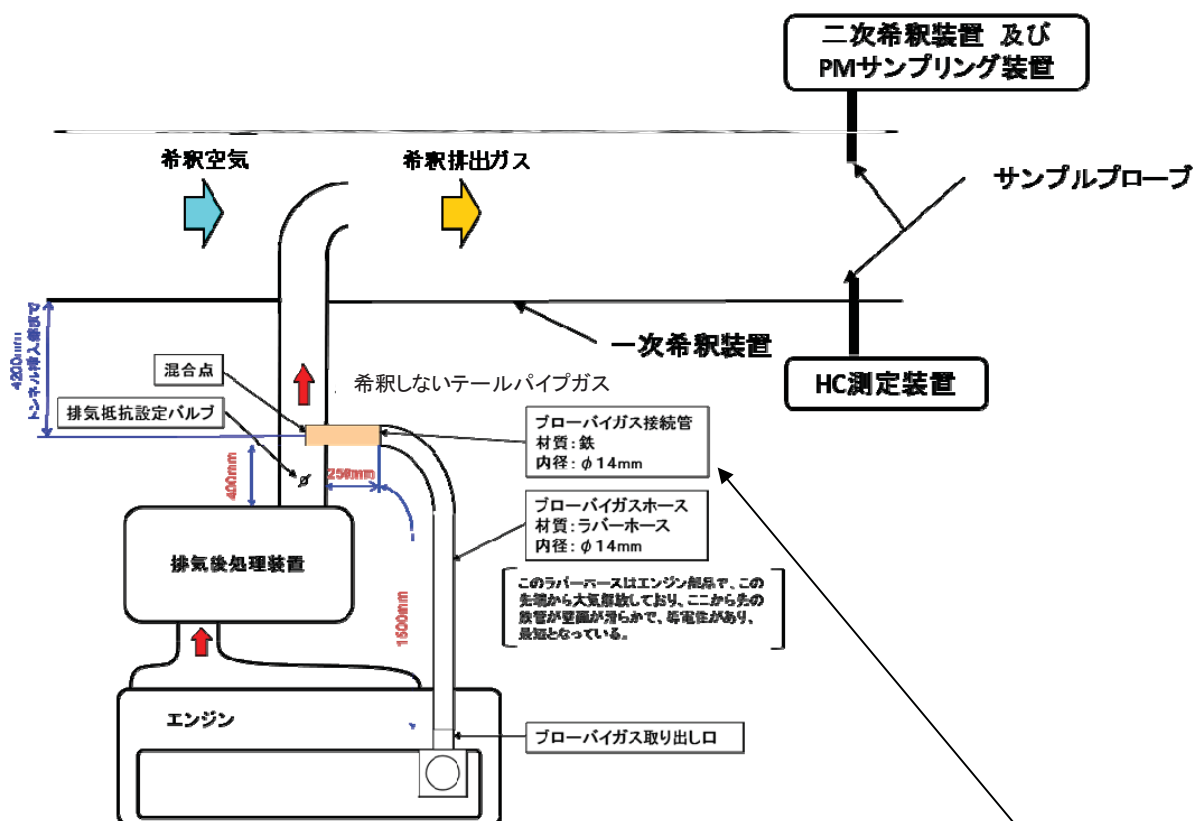 二次希釈装置 及び
PMサンプリング装置
希釈空気
希釈排出ガス
サンプルプローブ
4200mm
トンネル挿入部まで
一次希釈装置
混合点
希釈しないテールパイプガス
HC測定装置
排気抵抗設定バルブ
ブローバイガス接続管
材質：鉄
内径：φ14mm
400mm
250mm
ブローバイガスホース
材質：ラバーホース
内径：φ14mm
排気後処理装置
このラバーホースはエンジン部品で、この
先端から大気解放しており、ここから先の
鉄管が壁面が滑らかで、導電性があり、
最短となっている。
1500mm
エンジン
ブローバイガス取り出し口